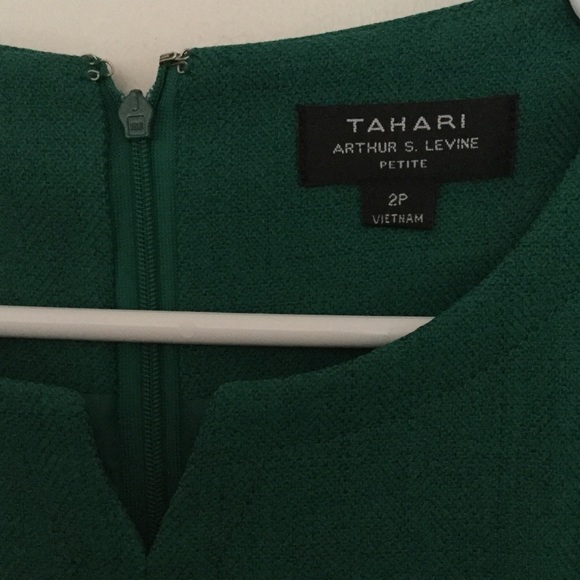 TAHARI
ARTHUR S. LEVINE
PETITE
2P
VIETNAM